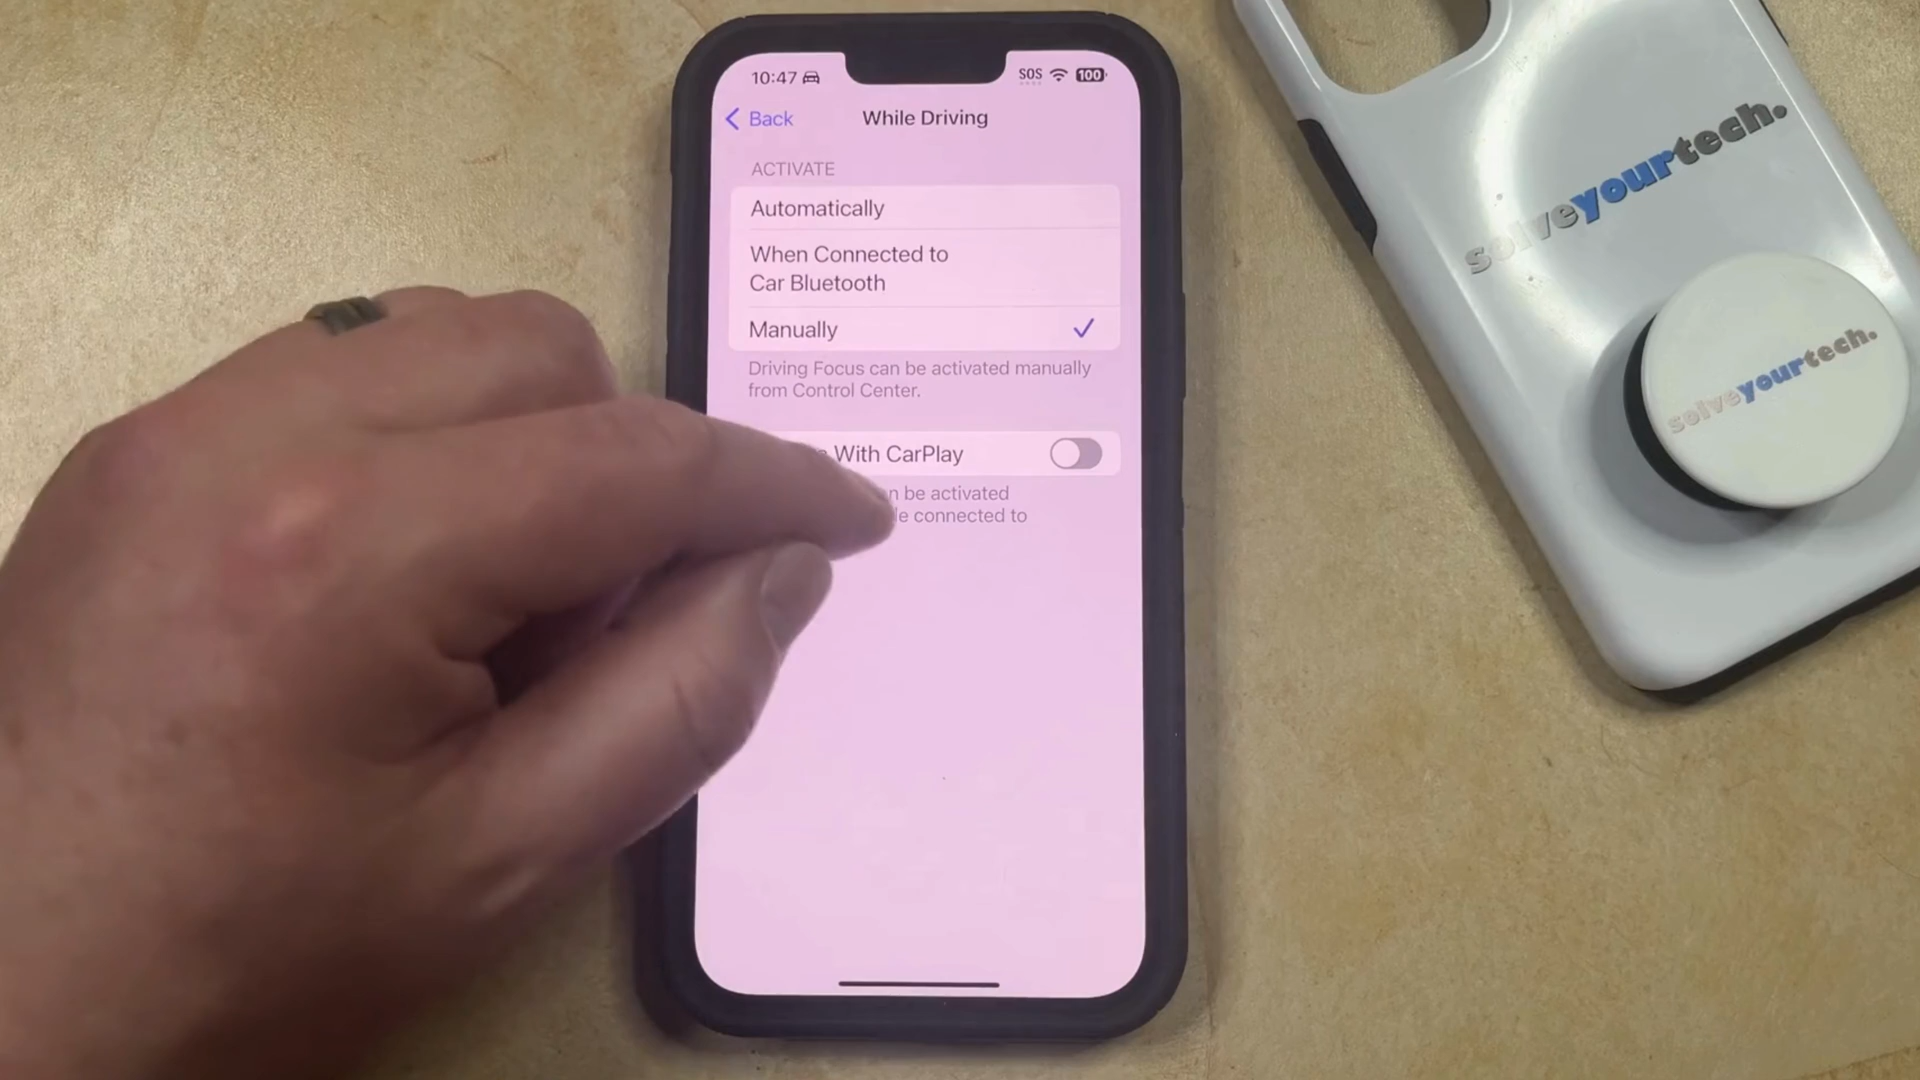 10:47
SOS
100
Back
While Driving
ACTIVATE
Automatically
When Connected to
Car Bluetooth
Manually
Driving Focus can be activated manually
from Control Center.
With CarPlay
be activated
connected to
solveyourtech.
solveyourtech.